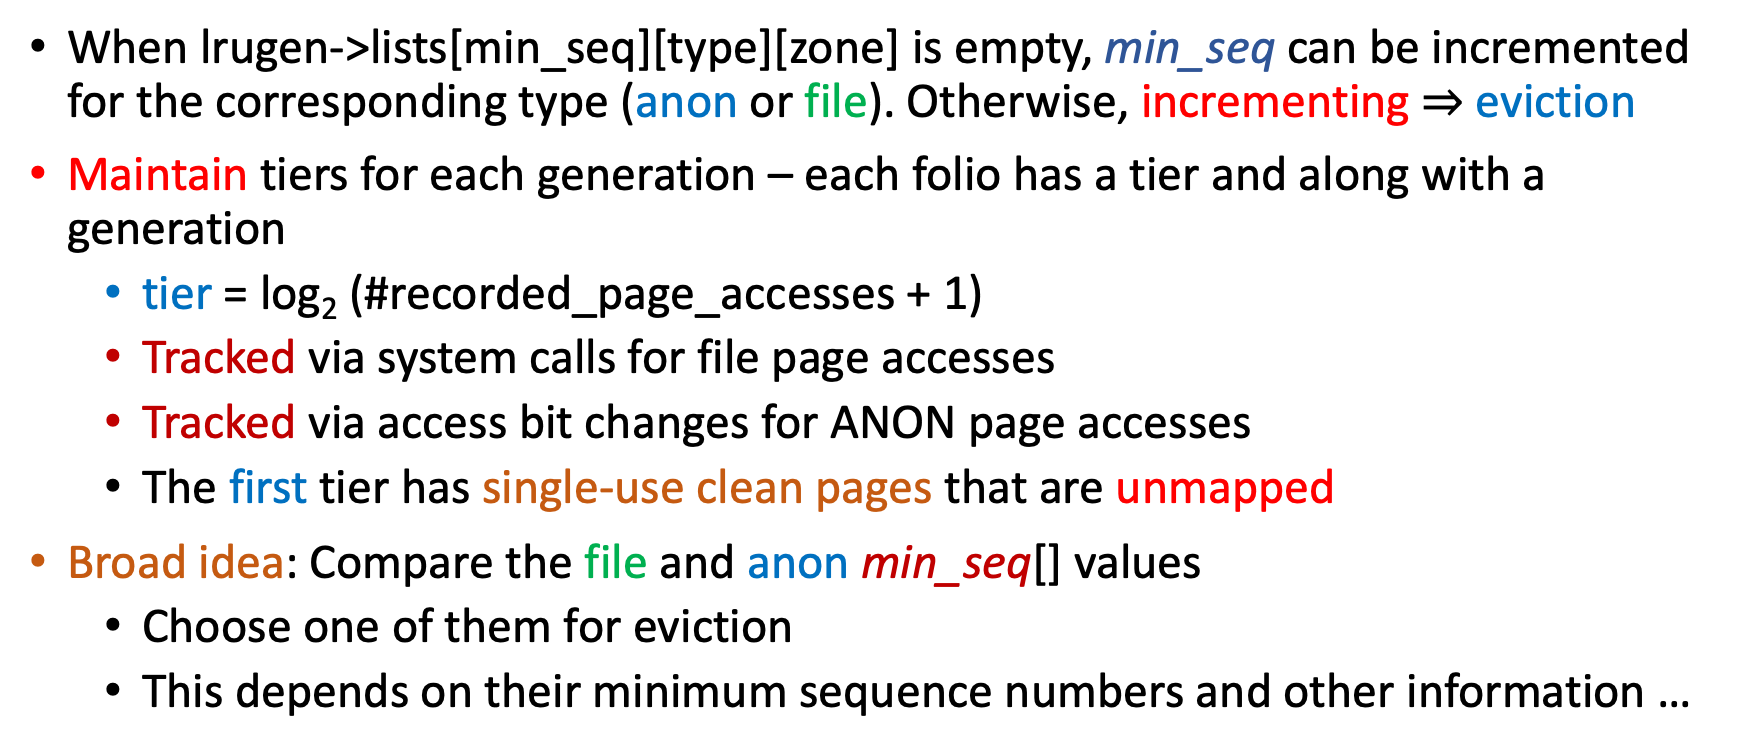 • When lrugen->lists[min_seq][type][zone] is empty, min_seq can be incremented
for the corresponding type (anon or file). Otherwise, incrementing ⇒ eviction
• Maintain tiers for each generation – each folio has a tier and along with a
generation
• tier = log₂ (#recorded_page_accesses + 1)
• Tracked via system calls for file page accesses
• Tracked via access bit changes for ANON page accesses
• The first tier has single-use clean pages that are unmapped
• Broad idea: Compare the file and anon min_seq[] values
• Choose one of them for eviction
• This depends on their minimum sequence numbers and other information ...